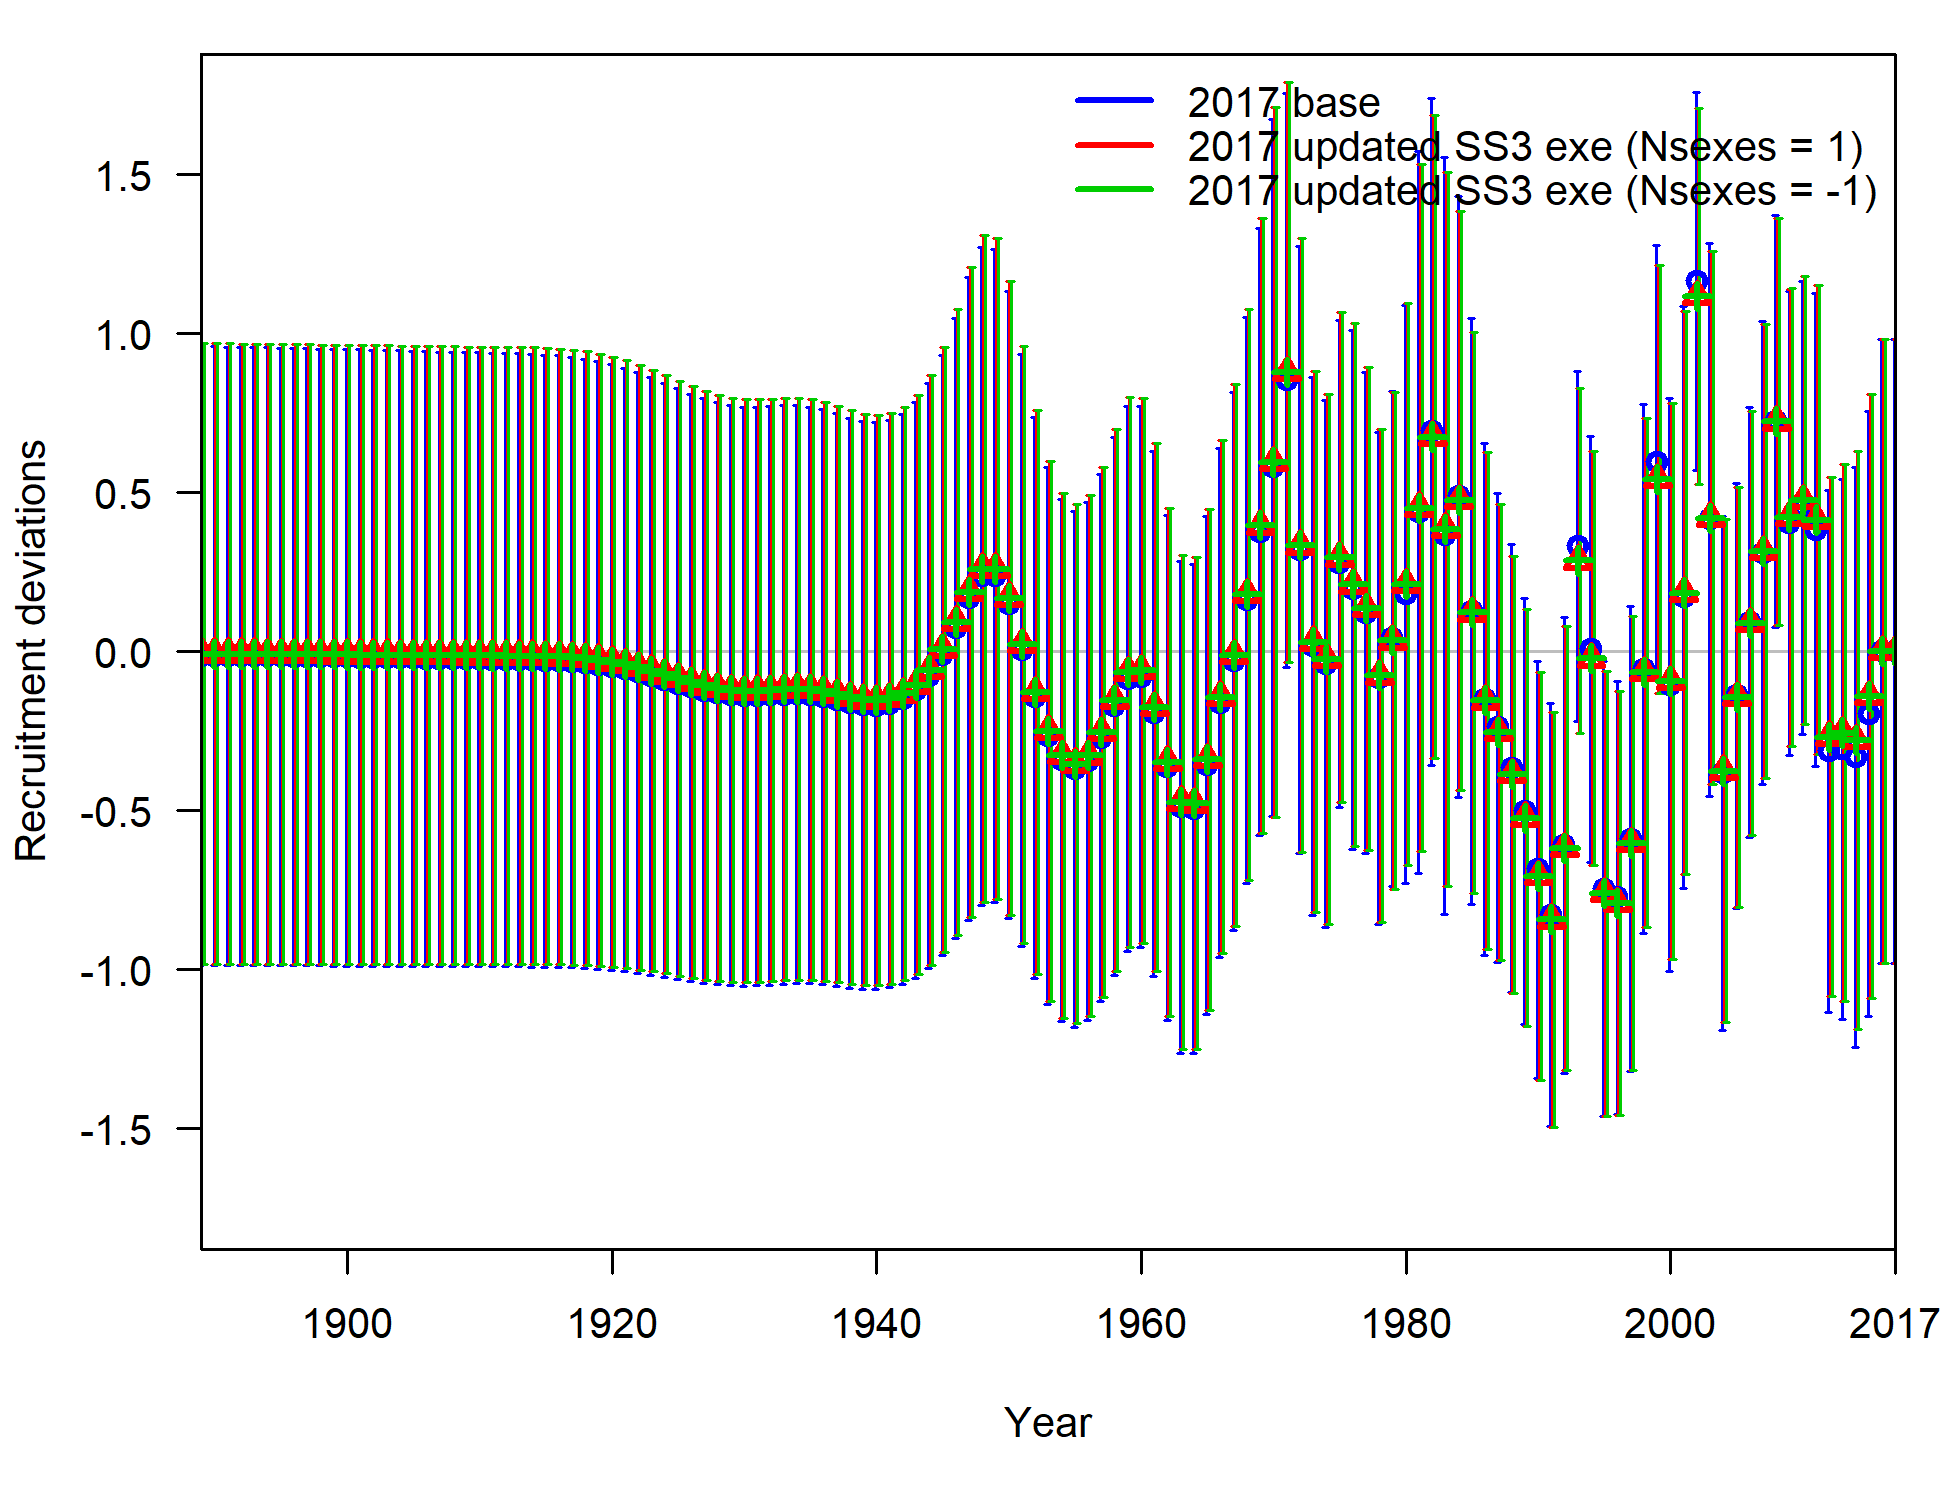 2017 base
2017 updated SS3 exe (Nsexes = 1)
2017 updated SS3 exe (Nsexes = -1)
Recruitment deviations
1.5
1.0
0.5
0.0
-0.5
-1.0
-1.5
1900 1920 1940 1960 1980 2000 2017
Year